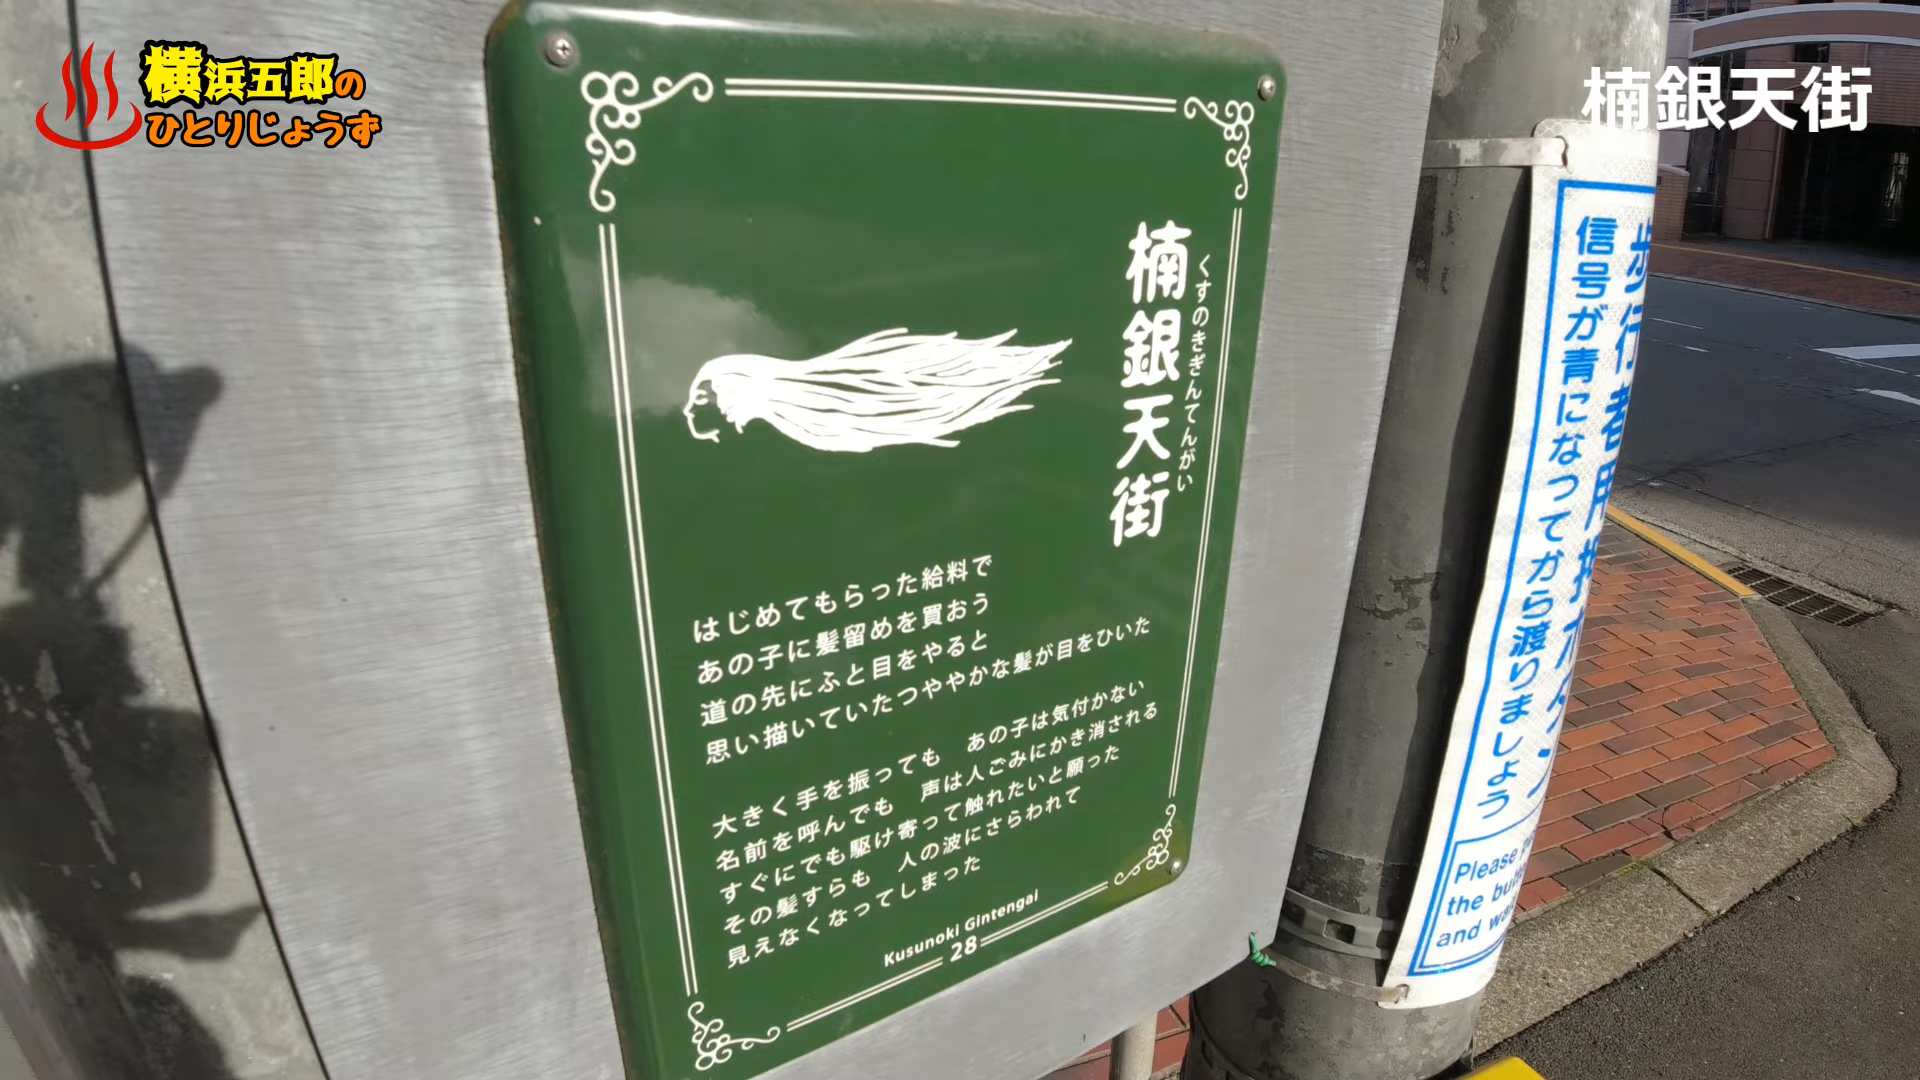 横浜五郎の
ひとりじょうず
楠銀天街
楠銀天街
くすのきぎんてんがい
はじめてもらった給料で
あの子に髪留めを買おう
道の先にふと目をやると
思い描いていたつややかな髪が目をひいた
大きく手を振っても あの子は気付かない
名前を呼んでも 声は人ごみにかき消される
すぐにでも駆け寄って触れたいと願った
その髪すらも 人の波にさらわれて
見えなくなってしまった
Kusunoki Gintengai
28
歩行者用押ボタン
信号が青になってから渡りましょう
Please
the
and